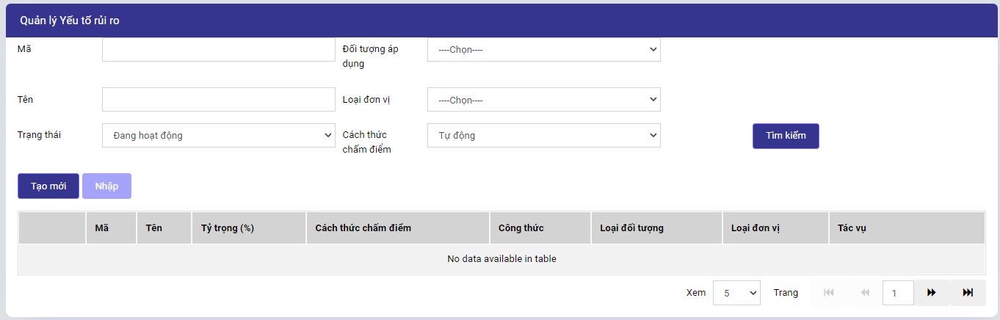 Quản lý Yếu tố rủi ro
Mã
Đối tượng áp
dụng
----Chọn----
Tên
Loại đơn vị
----Chọn----
Trạng thái
Đang hoạt động
Cách thức
chấm điểm
Tự động
Tìm kiếm
Tạo mới
Nhập
Mã
Tên
Tỷ trọng (%)
Cách thức chấm điểm
Công thức
Loại đối tượng
Loại đơn vị
Tác vụ
No data available in table
Xem
5
Trang
1